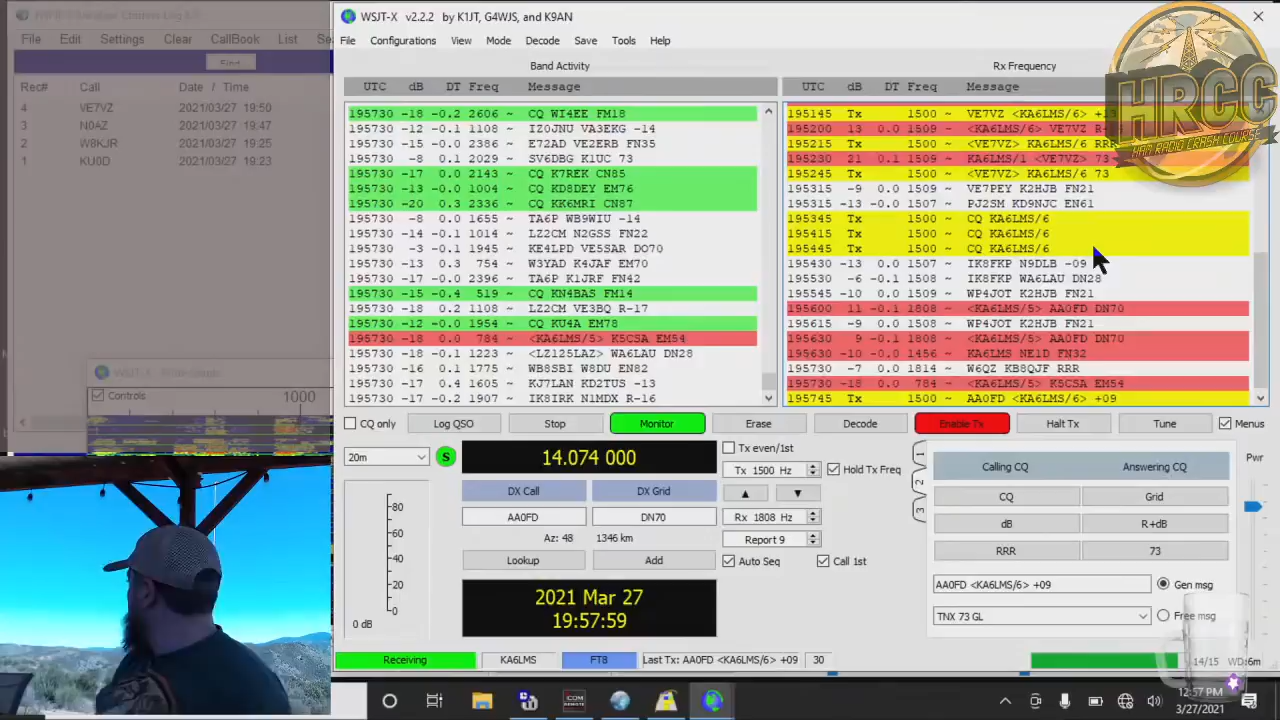 WSJT-X v2.2.2 by K1JT, G4WJS, and K9AN
File Edit Settings Clear CallBook List
Find
Rec# Call Date / Time
4 VE7VZ 2021/03/27 19:50
3 N0AZ 2021/03/27 19:47
2 W8KJR 2021/03/27 19:25
1 KU0D 2021/03/27 19:23
Controls
1000
File Configurations View Mode Decode Save Tools Help
Band Activity
UTC dB DT Freq Message
195730 -18 -0.2 2606 ~ CQ WI4EE FM18
195730 -12 -0.1 1108 ~ IZ0JNU VA3EKG -14
195730 -15 -0.0 2386 ~ E72AD VE2ERB FN35
195730 -8 0.1 2029 ~ SV6DBG K1UC 73
195730 -17 0.0 2143 ~ CQ K7REK CN85
195730 -13 -0.0 1004 ~ CQ KD8DEY EM76
195730 -20 0.3 2336 ~ CQ KK6MRI CN87
195730 -8 0.0 1655 ~ TA6P WB9WIU -14
195730 -14 -0.1 1014 ~ LZ2CM N2GSS FN22
195730 -3 -0.1 1945 ~ KE4LPD VE5SAR DO70
195730 -13 0.3 754 ~ W3YAD K4JAF EM70
195730 -17 -0.0 2396 ~ TA6P K1JRF FN42
195730 -15 -0.4 519 ~ CQ KN4BAS FM14
195730 -18 0.2 1108 ~ LZ2CM VE3BQ R-17
195730 -12 -0.0 1954 ~ CQ KU4A EM78
195730 -18 0.0 784 ~ <KA6LMS/5> K5CSA EM54
195730 -12 -0.1 1223 ~ <LZ125LAZ> WA6LAU DN28
195730 -16 0.1 1775 ~ WB8SBI W8DU EN82
195730 -17 0.4 1605 ~ KJ7LAN KD2TUS -13
195730 -17 0.2 1907 ~ IK8IRK N2MKT R-16
Rx Frequency
UTC dB DT Freq Message
195145 Tx 1500 ~ VE7VZ <KA6LMS/6>
195200 13 0.0 1509 ~ <KA6LMS/6> VE7VZ
195215 Tx 1500 ~ <VE7VZ> KA6LMS/6 RRR
195230 21 0.1 1509 ~ KA6LMS/1 <VE7VZ> 73
195245 Tx 1500 ~ <VE7VZ> KA6LMS/6 73
195315 -9 0.0 1509 ~ VE7PEY K2HJB FN21
195315 -13 -0.0 1507 ~ PJ2SM KD9NJC EN61
195345 Tx 1500 ~ CQ KA6LMS/6
195415 Tx 1500 ~ CQ KA6LMS/6
195445 Tx 1500 ~ CQ KA6LMS/6
195430 -13 0.0 1507 ~ IK8FKP N9DLB -09
195530 -6 -0.1 1508 ~ IK8FKP WA6LAU DN28
195545 -10 0.0 1509 ~ WP4JOT K2HJB FN21
195600 11 -0.1 1808 ~ <KA6LMS/5> AA0FD DN70
195615 -9 0.0 1508 ~ WP4JOT K2HJB FN21
195630 9 -0.1 1808 ~ <KA6LMS/5> AA0FD DN70
195630 -10 0.0 1456 ~ KA6LMS NE1D FN32
195730 -7 0.0 1814 ~ W6QZ KB8QJF RRR
195730 -18 0.0 784 ~ <KA6LMS/5> K5CSA EM54
195745 Tx 1500 ~ AA0FD <KA6LMS/6> +09
HRCC
HAM RADIO CRASH COURSE
CQ only Log QSO Stop Monitor Erase Decode Enable Tx Halt Tx Tune Menus
20m S 14.074 000
Tx even/1st
Tx 1500 Hz Hold Tx Freq
DX Call DX Grid
AA0FD DN70
Rx 1808 Hz
Az: 48 1346 km
Report 9
Lookup Add
Auto Seq Call 1st
80
60
40
20
0
0 dB
2021 Mar 27
19:57:59
1
2
3
Calling CQ Answering CQ
CQ Grid
dB R+dB
RRR 73
AA0FD <KA6LMS/6> +09 Gen msg
TNX 73 GL Free msg
Pwr
Receiving KA6LMS FT8 Last Tx: AA0FD <KA6LMS/6> +09 30 14/15 WD:6m
12:57 PM
3/27/2021